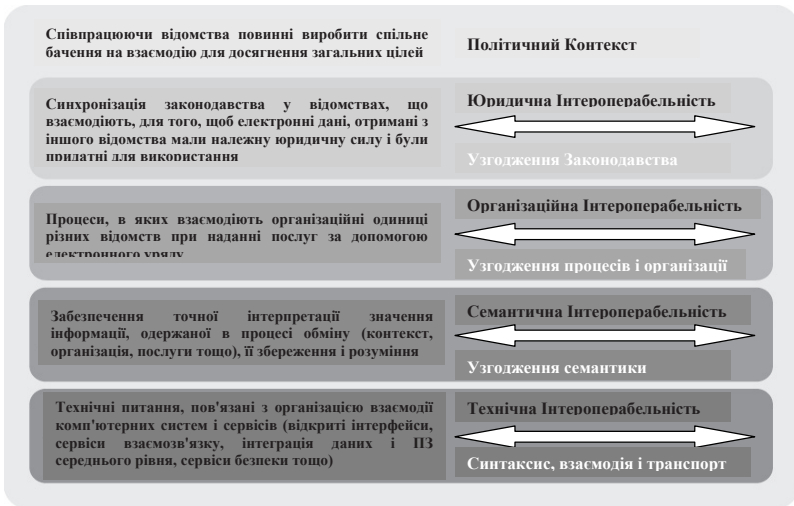 Співпрацюючи відомства повинні виробити спільне
бачення на взаємодію для досягнення загальних цілей
Політичний Контекст
Синхронізація законодавства у відомствах, що
взаємодіють, для того, щоб електронні дані, отримані з
іншого відомства мали належну юридичну силу і були
придатні для використання
Юридична Інтероперабельність
Узгодження Законодавства
Процеси, в яких взаємодіють організаційні одиниці
різних відомств при наданні послуг за допомогою
електронного уряду
Організаційна Інтероперабельність
Узгодження процесів і організації
Забезпечення точної інтерпретації значення
інформації, одержаної в процесі обміну (контекст,
організація, послуги тощо), її збереження і розуміння
Семантична Інтероперабельність
Узгодження семантики
Технічні питання, пов'язані з організацією взаємодії
комп'ютерних систем і сервісів (відкриті інтерфейси,
сервіси взаємозв'язку, інтеграція даних і ПЗ
середнього рівня, сервіси безпеки тощо)
Технічна Інтероперабельність
Синтаксис, взаємодія і транспорт